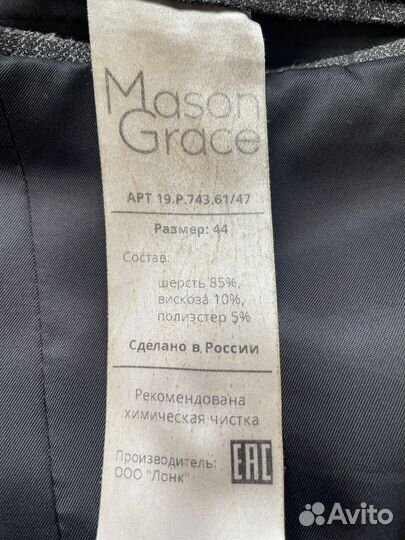 Mason
Grace
АРТ 19.Р.743.61/47
Размер: 44
Состав:
шерсть 85%,
вискоза 10%,
полиэстер 5%
Сделано в России
Рекомендована
химическая чистка
Производитель:
ООО "Лонк"
EAC
Avito